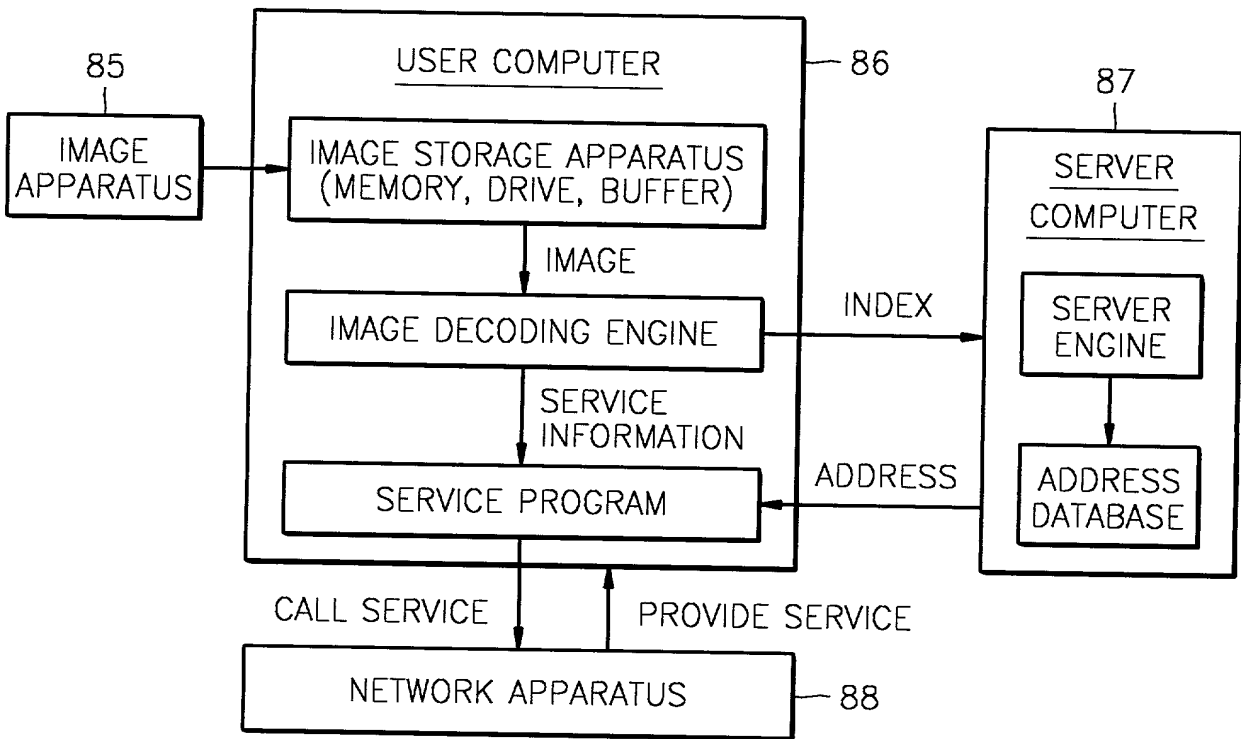 85
IMAGE
APPARATUS
USER COMPUTER
86
IMAGE STORAGE APPARATUS
(MEMORY, DRIVE, BUFFER)
IMAGE
IMAGE DECODING ENGINE
SERVICE
INFORMATION
SERVICE PROGRAM
INDEX
ADDRESS
87
SERVER
COMPUTER
SERVER
ENGINE
ADDRESS
DATABASE
CALL SERVICE
PROVIDE SERVICE
NETWORK APPARATUS
88